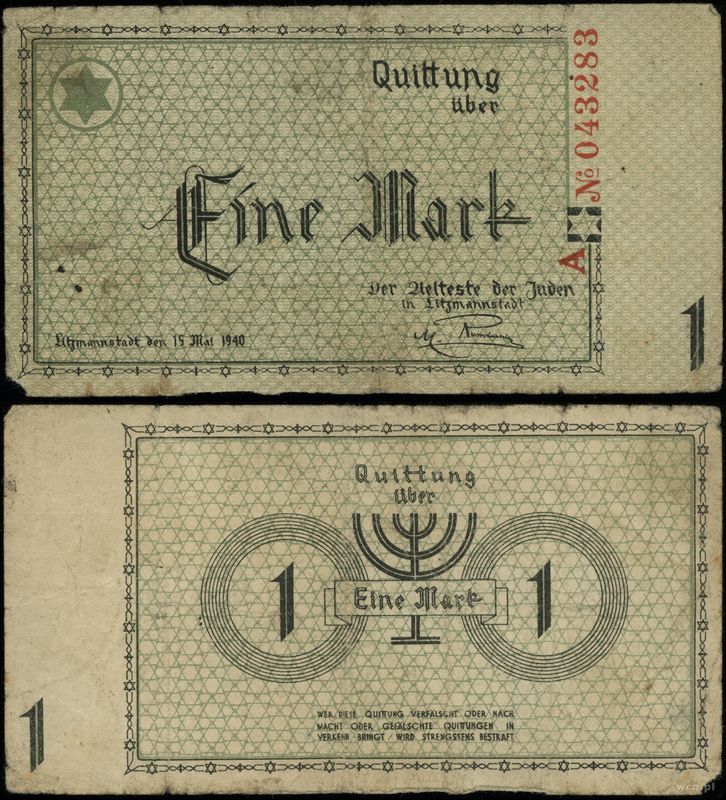 Quittung
über
Eine Mark
Der Aelteste der Juden
in Litzmannstadt
Litzmannstadt den 15 Mai 1940
№ 043283
A
1
Quittung
über
1
Eine Mark
1
WER DIESE QUITTUNG VERFÄLSCHT ODER NACH
MACHT ODER GEFÄLSCHTE QUITTUNGEN IN
VERKEHR BRINGT / WIRD STRENGSTENS BESTRAFT
1
wcn.pl